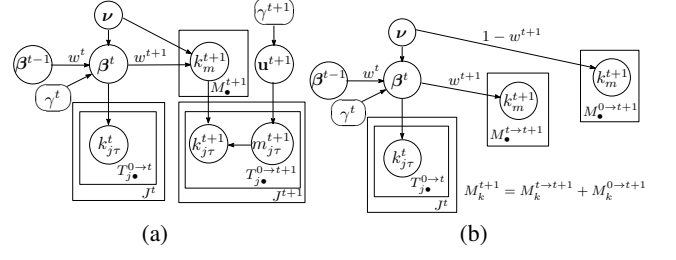 ν
γ^{t+1}
β^{t−1}
w^t
β^t
w^{t+1}
k_m^{t+1}
M_•^{t+1}
u^{t+1}
γ^t
k_{jτ}^t
T_{j•}^{0→t}
J^t
k_{jτ}^{t+1}
m_{jτ}^{t+1}
T_{j•}^{0→t+1}
J^{t+1}
(a)
ν
1 − w^{t+1}
β^{t−1}
w^t
β^t
w^{t+1}
k_m^{t+1}
M_•^{t→t+1}
k_m^{t+1}
M_•^{0→t+1}
γ^t
k_{jτ}^t
T_{j•}^{0→t}
J^t
M_k^{t+1} = M_k^{t→t+1} + M_k^{0→t+1}
(b)